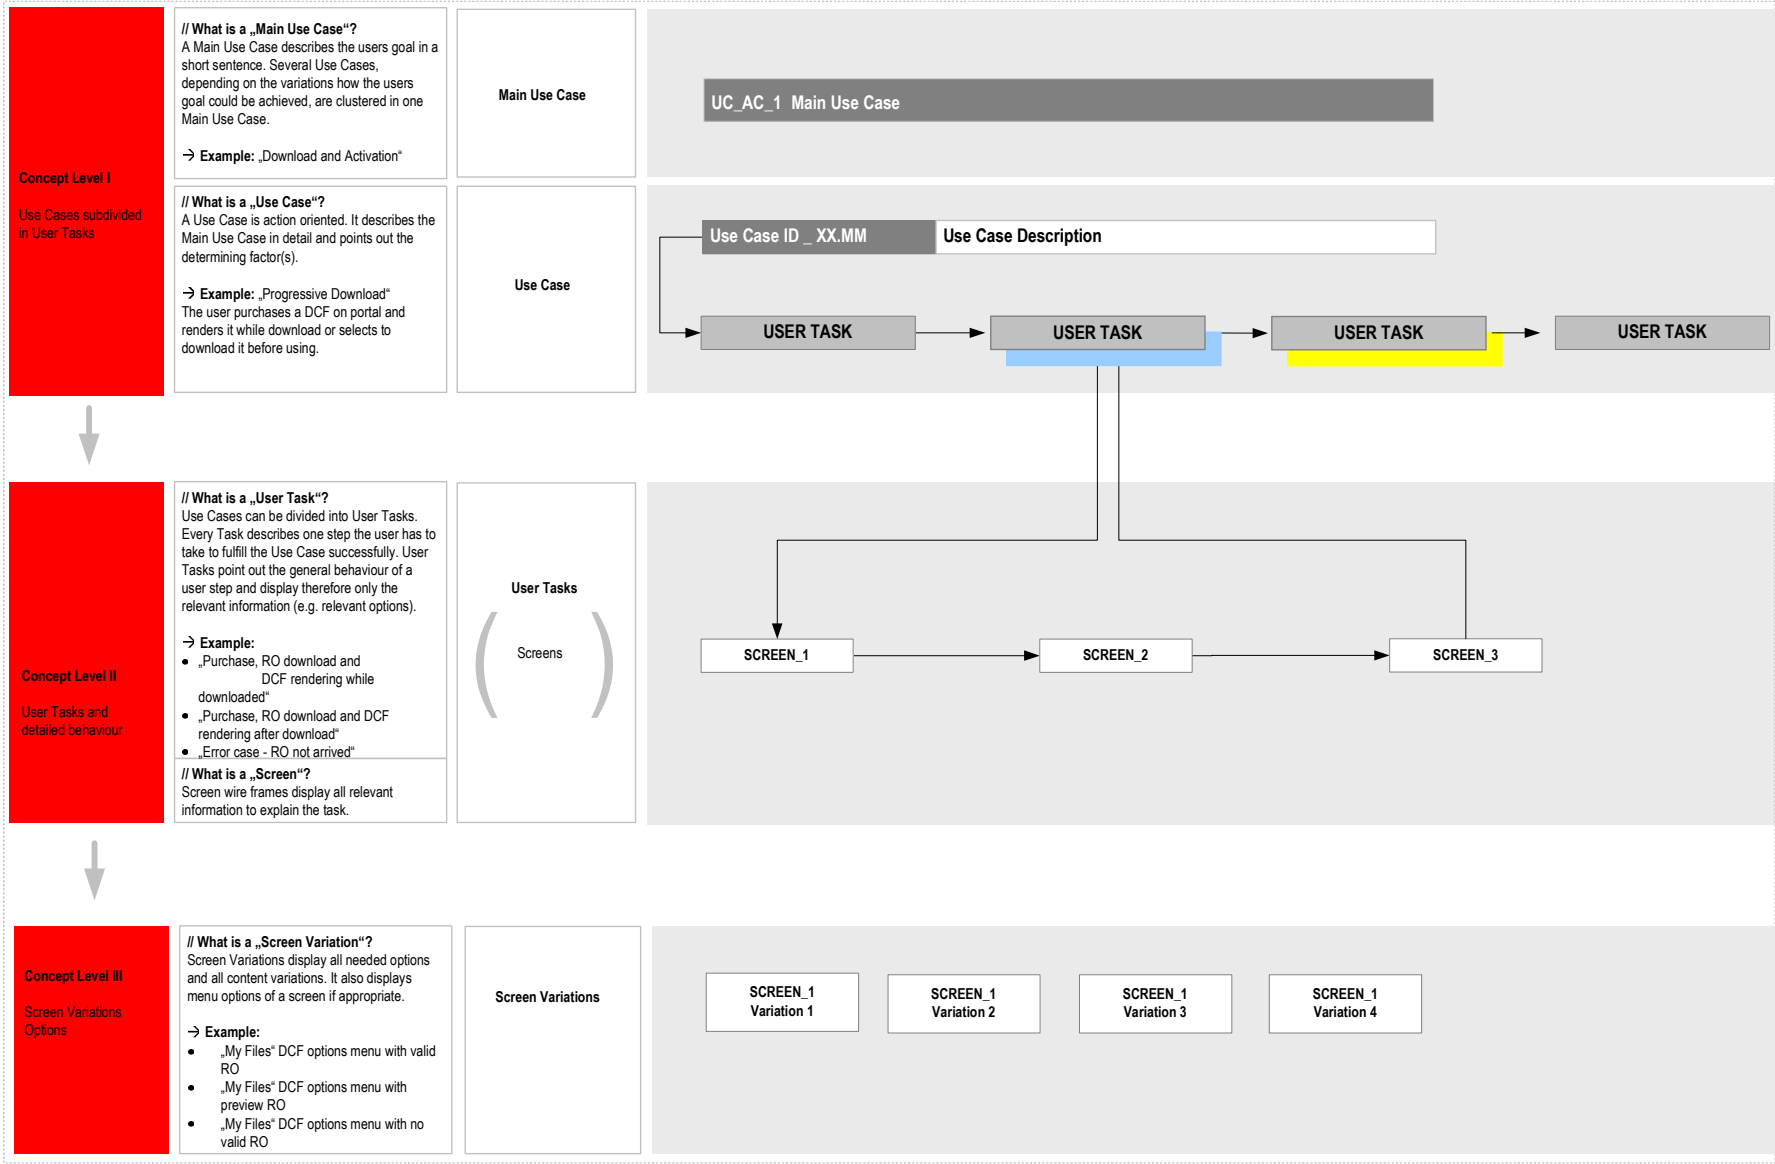 Concept Level I
Use Cases subdivided
in User Tasks
// What is a „Main Use Case“?
A Main Use Case describes the users goal in a
short sentence. Several Use Cases,
depending on the variations how the users
goal could be achieved, are clustered in one
Main Use Case.
→ Example: „Download and Activation“
Main Use Case
UC_AC_1 Main Use Case
// What is a „Use Case“?
A Use Case is action oriented. It describes the
Main Use Case in detail and points out the
determining factor(s).
→ Example: „Progressive Download“
The user purchases a DCF on portal and
renders it while download or selects to
download it before using.
Use Case
Use Case ID _ XX.MM
Use Case Description
USER TASK
USER TASK
USER TASK
USER TASK
Concept Level II
User Tasks and
detailed behaviour
// What is a „User Task“?
Use Cases can be divided into User Tasks.
Every Task describes one step the user has to
take to fulfill the Use Case successfully. User
Tasks point out the general behaviour of a
user step and display therefore only the
relevant information (e.g. relevant options).
→ Example:
• „Purchase, RO download and
DCF rendering while
downloaded“
• „Purchase, RO download and DCF
rendering after download“
• „Error case - RO not arrived“
// What is a „Screen“?
Screen wire frames display all relevant
information to explain the task.
User Tasks
Screens
SCREEN_1
SCREEN_2
SCREEN_3
Concept Level III
Screen Variations
Options
// What is a „Screen Variation“?
Screen Variations display all needed options
and all content variations. It also displays
menu options of a screen if appropriate.
→ Example:
• „My Files“ DCF options menu with valid
RO
• „My Files“ DCF options menu with
preview RO
• „My Files“ DCF options menu with no
valid RO
Screen Variations
SCREEN_1
Variation 1
SCREEN_1
Variation 2
SCREEN_1
Variation 3
SCREEN_1
Variation 4